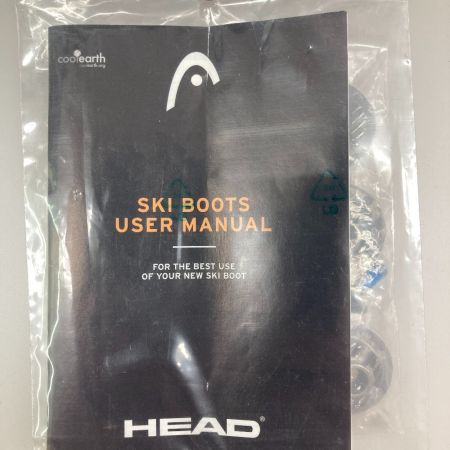 coolearth
SKI BOOTS
USER MANUAL
FOR THE BEST USE
OF YOUR NEW SKI BOOT
HEAD®